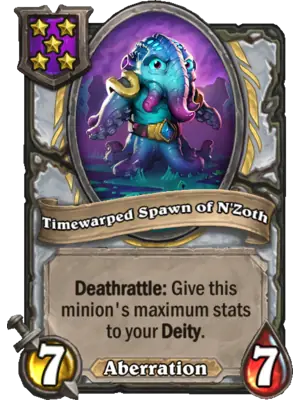 Timewarped Spawn of N'Zoth
Deathrattle: Give this
minion's maximum stats
to your Deity.
7
Aberration
7